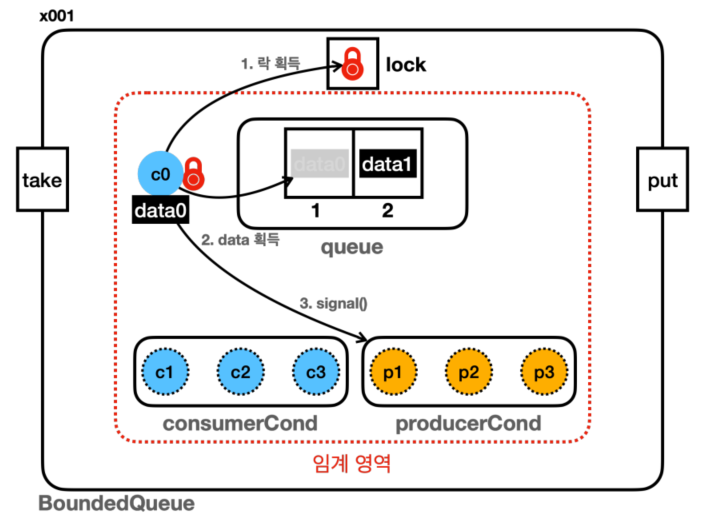 x001
1. 락 획득
lock
take
c0
data0
data0
data1
1
2
put
2. data 획득
queue
3. signal()
c1
c2
c3
p1
p2
p3
consumerCond
producerCond
임계 영역
BoundedQueue